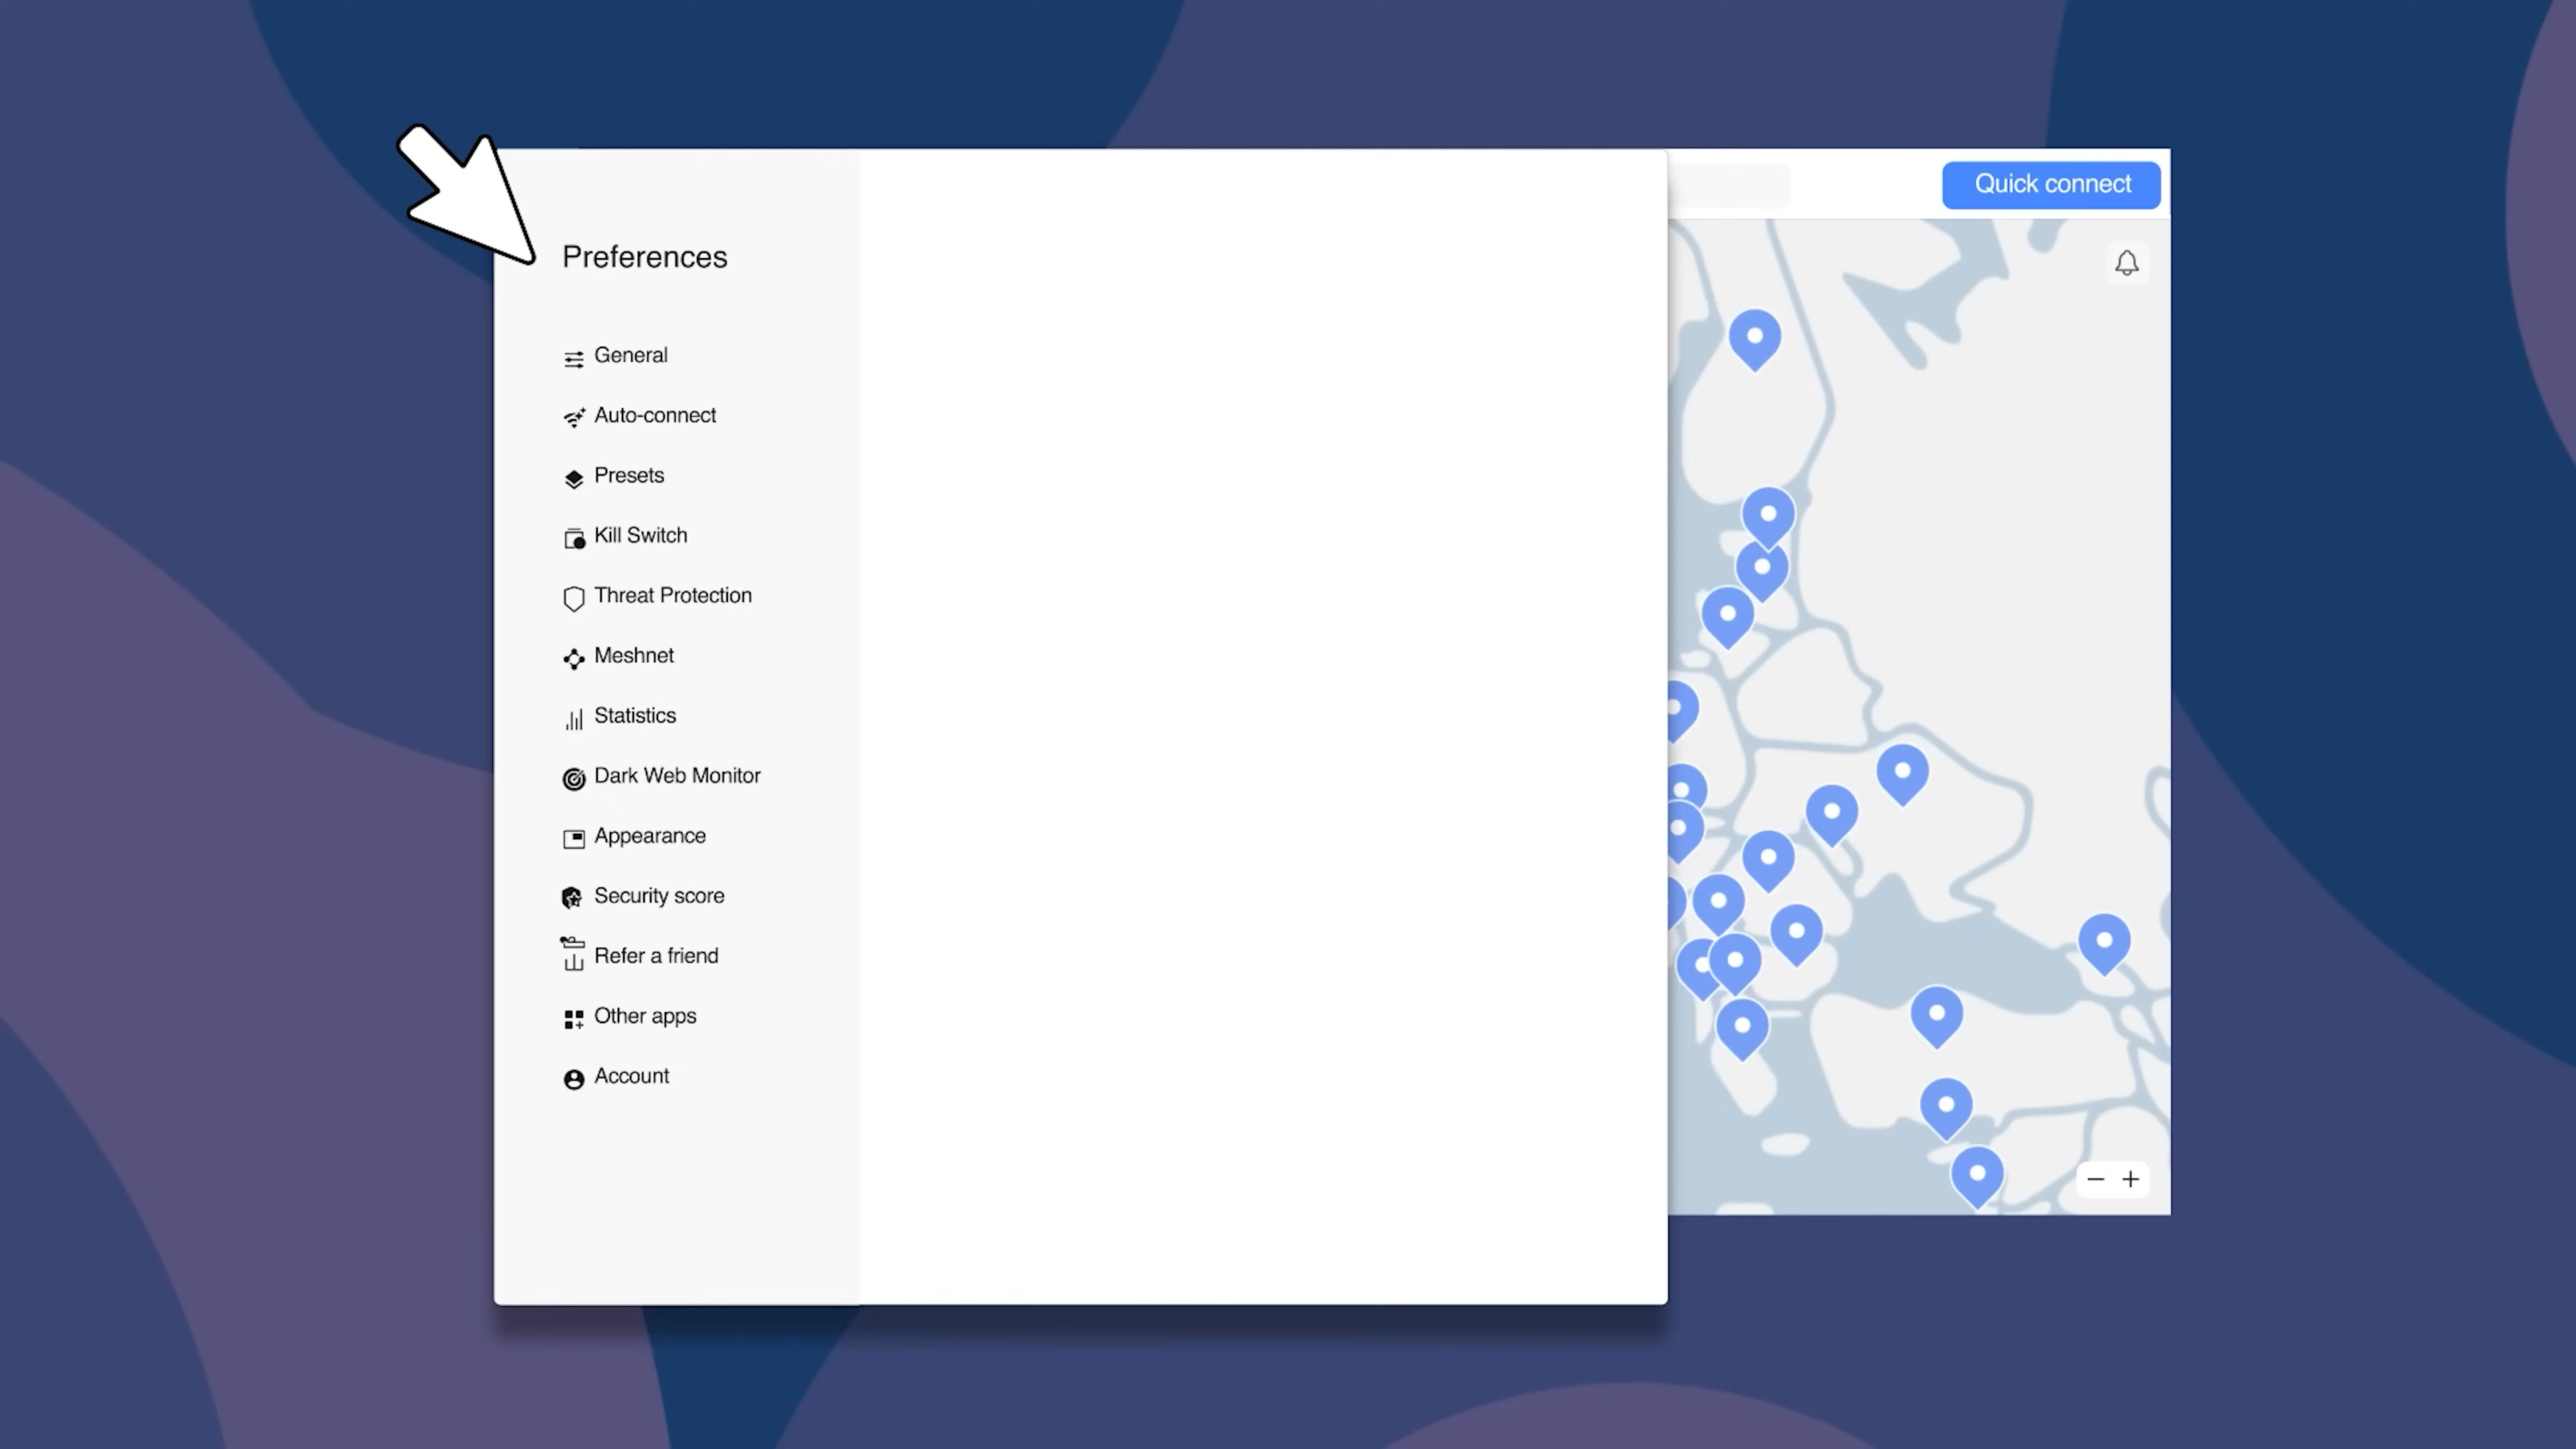 Quick connect
Preferences
General
Auto-connect
Presets
Kill Switch
Threat Protection
Meshnet
Statistics
Dark Web Monitor
Appearance
Security score
Refer a friend
Other apps
Account